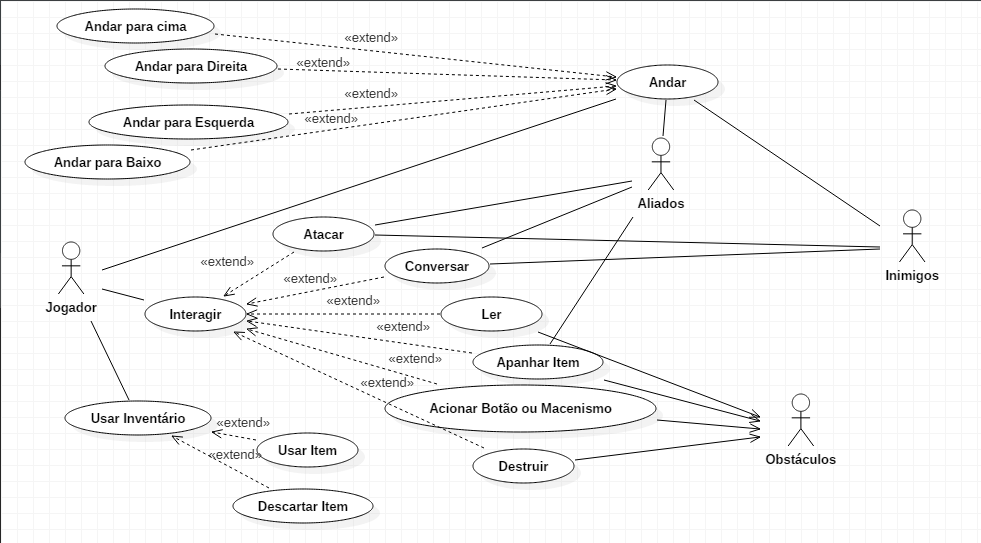 Andar para cima
«extend»
Andar para Direita
«extend»
Andar
«extend»
Andar para Esquerda
«extend»
Andar para Baixo
Aliados
Atacar
«extend»
Conversar
Inimigos
«extend»
Jogador
«extend»
Interagir
Ler
«extend»
«extend»
Apanhar Item
«extend»
Acionar Botão ou Macenismo
Usar Inventário
«extend»
Usar Item
«extend»
Destruir
Obstáculos
Descartar Item